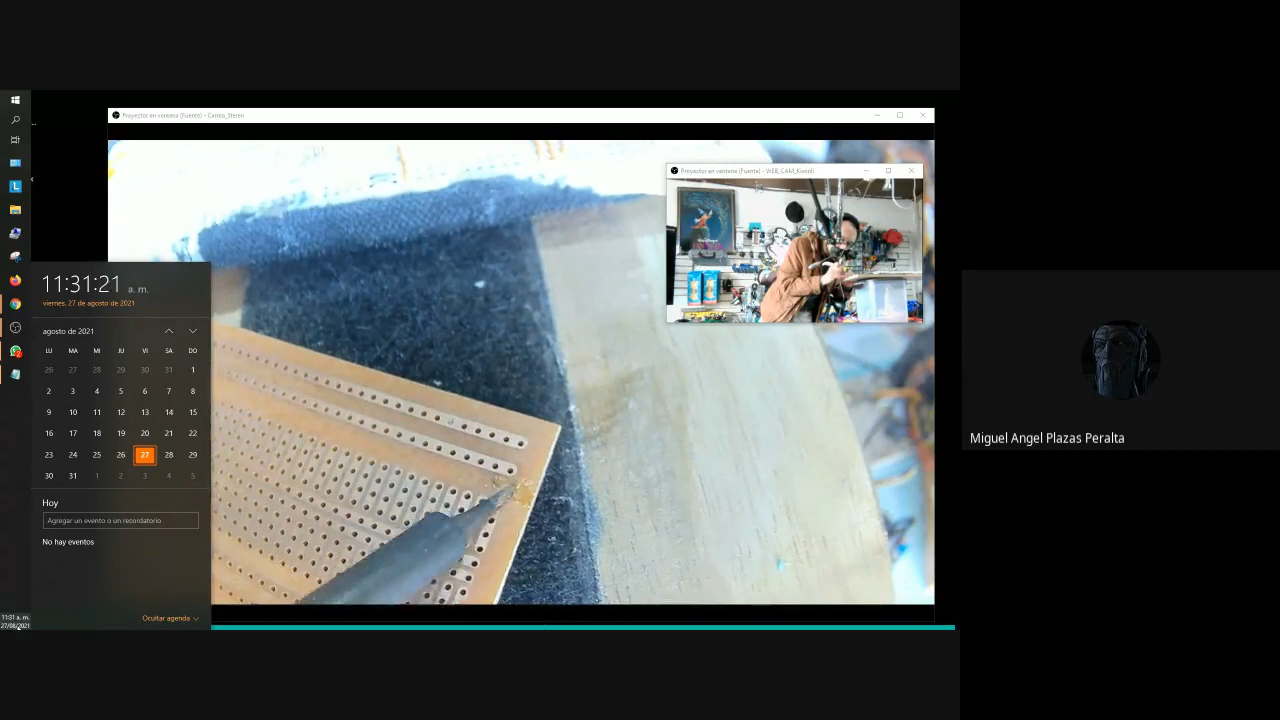 Proyector en ventana (Fuente) - Camra_Steren
Proyector en ventana (Fuente) - WEB_CAM_Kisonli
11:31:21 a. m.
viernes, 27 de agosto de 2021
agosto de 2021
LU MA MI JU VI SA DO
26 27 28 29 30 31 1
2 3 4 5 6 7 8
9 10 11 12 13 14 15
16 17 18 19 20 21 22
23 24 25 26 27 28 29
30 31 1 2 3 4 5
Hoy
Agregar un evento o un recordatorio
No hay eventos
Ocultar agenda
11:31 a. m.
27/08/2021
Miguel Angel Plazas Peralta